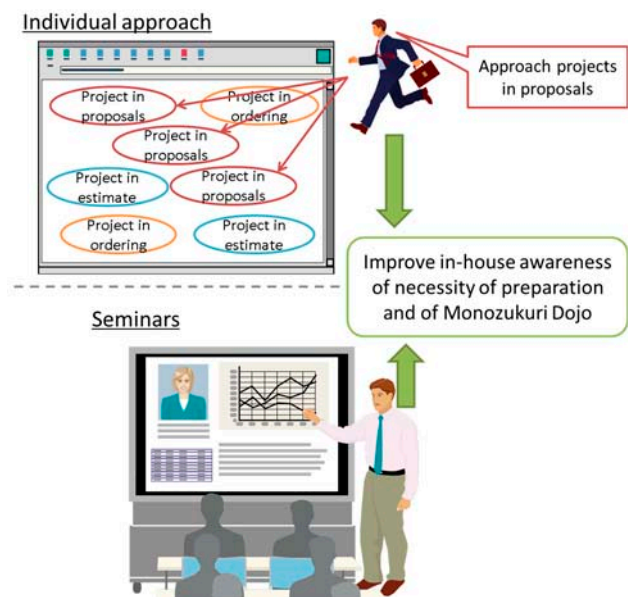 Individual approach
Project in
proposals
Project in
ordering
Project in
proposals
Project in
estimate
Project in
proposals
Project in
ordering
Project in
estimate
Approach projects
in proposals
Improve in-house awareness
of necessity of preparation
and of Monozukuri Dojo
Seminars